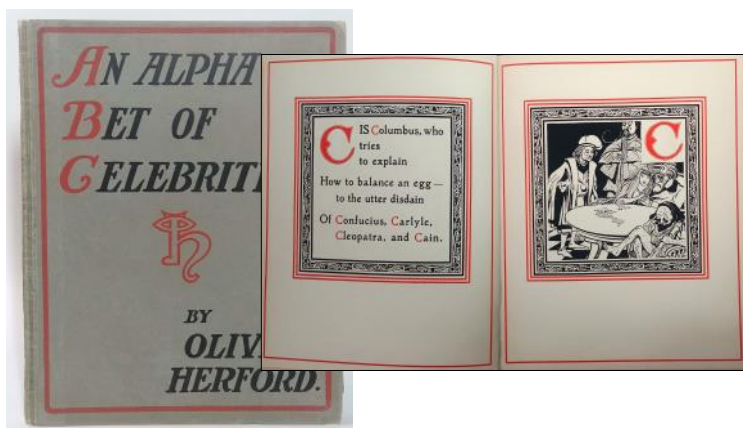 AN ALPHA
BET OF
CELEBRITI
BY
OLIV
HERFORD.
C IS Columbus, who
tries
to explain
How to balance an egg —
to the utter disdain
Of Confucius, Carlyle,
Cleopatra, and Cain.
C